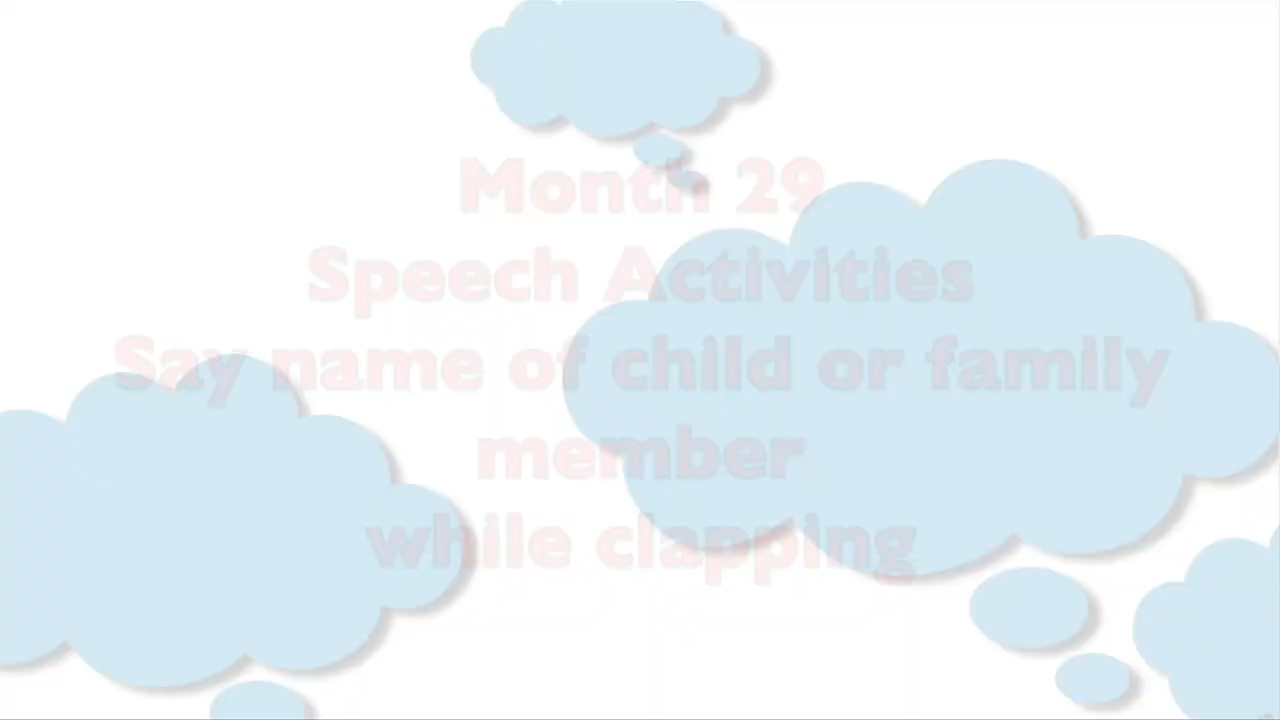 Month 29
Speech Activities
Say name of child or family
member
while clapping